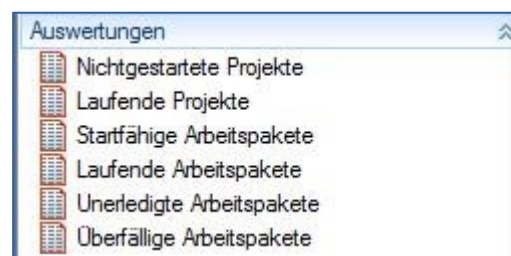 Auswertungen
Nichtgestartete Projekte
Laufende Projekte
Startfähige Arbeitspakete
Laufende Arbeitspakete
Unerledigte Arbeitspakete
Überfällige Arbeitspakete